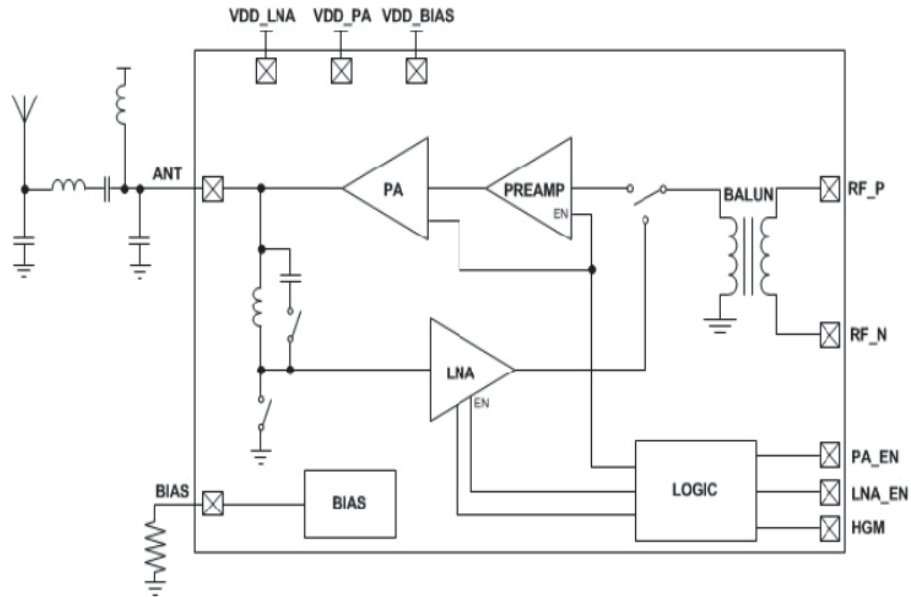 VDD_LNA VDD_PA VDD_BIAS
ANT
PA
PREAMP
EN
BALUN
RF_P
RF_N
LNA
EN
PA_EN
LOGIC
LNA_EN
HGM
BIAS
BIAS